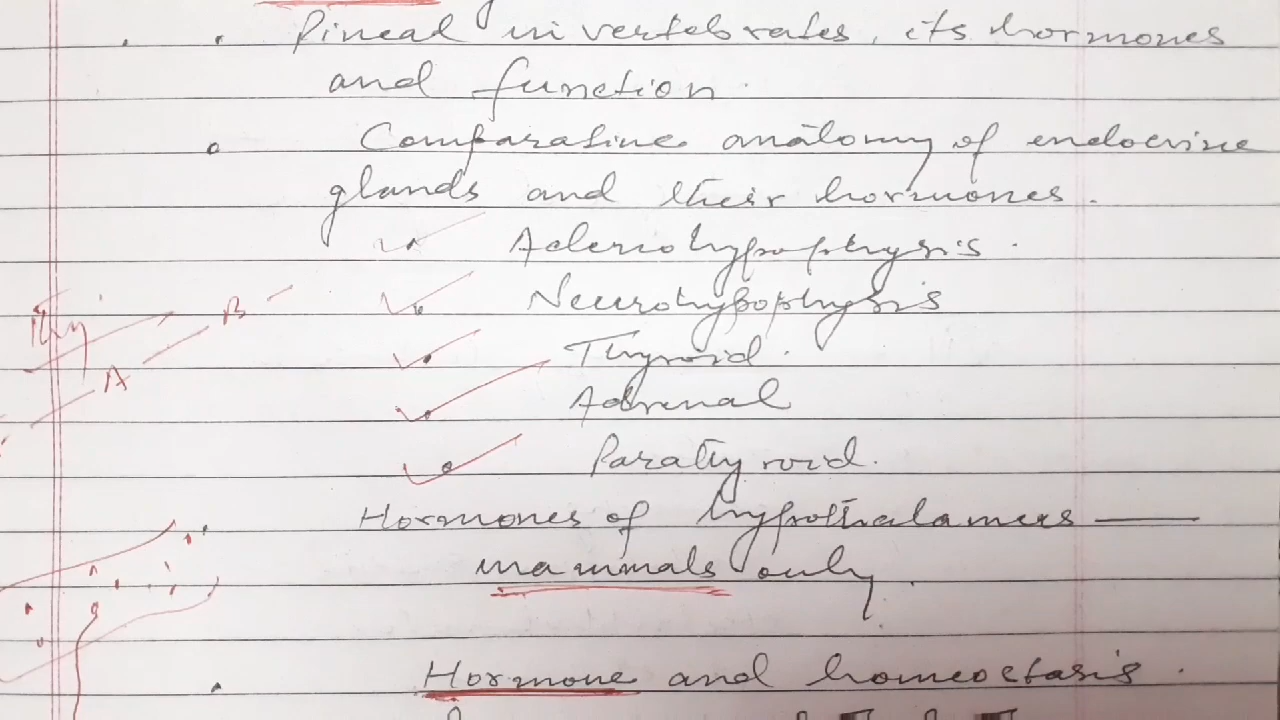 Pineal in vertebrates, its hormones
and function.
Comparative anatomy of endocrine
glands and their hormones.
Adenohypophysis.
Neurohypophysis
Thyroid.
Adrenal
Parathyroid.
Hormones of hypothalamus —
mammals only.
Hormone and homeostasis.